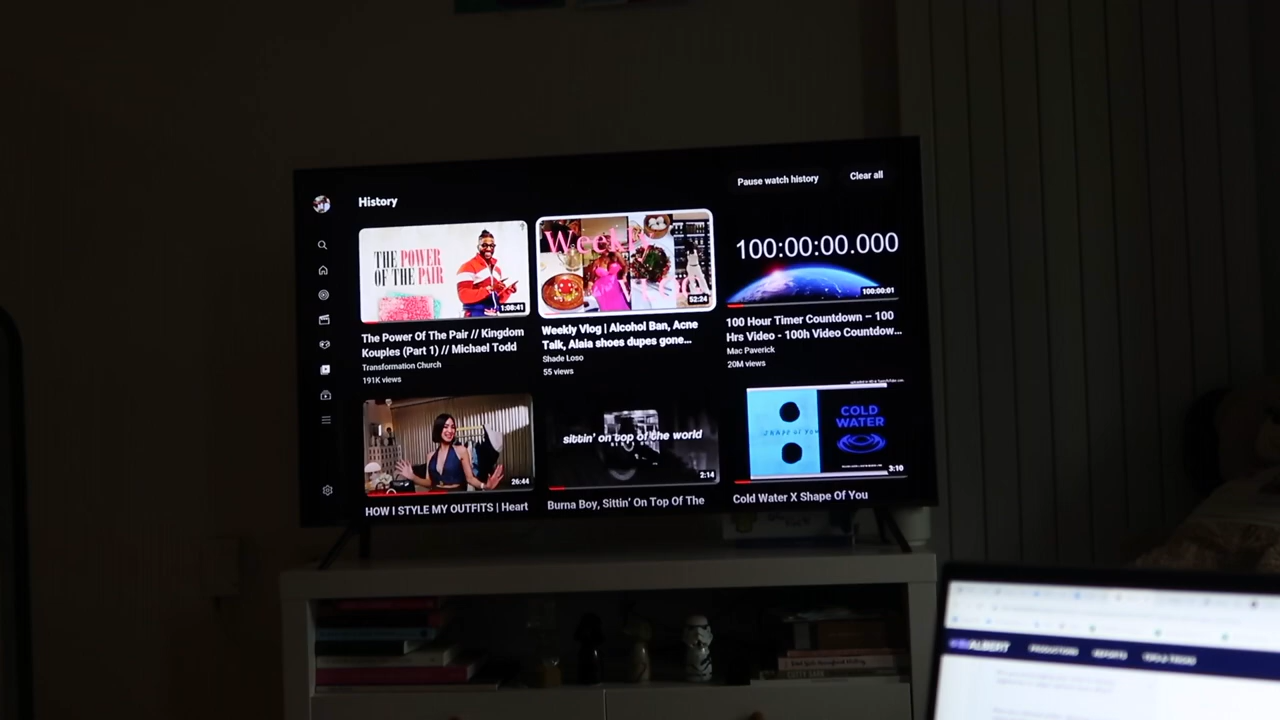 Pause watch history
Clear all
History
THE POWER
OF THE PAIR
1:08:41
Weekly
52:24
100:00:00.000
100:00:01
The Power Of The Pair // Kingdom
Kouples (Part 1) // Michael Todd
Transformation Church
191K views
Weekly Vlog | Alcohol Ban, Acne
Talk, Alaia shoes dupes gone...
Shade Loso
55 views
100 Hour Timer Countdown – 100
Hrs Video - 100h Video Countdow...
Mac Paverick
20M views
26:44
sittin' on top of the world
2:14
SHAPE OF YOU
COLD
WATER
3:10
HOW I STYLE MY OUTFITS | Heart
Burna Boy, Sittin' On Top Of The
Cold Water X Shape Of You
ALBERT
PRODUCTIONS
REPORTS